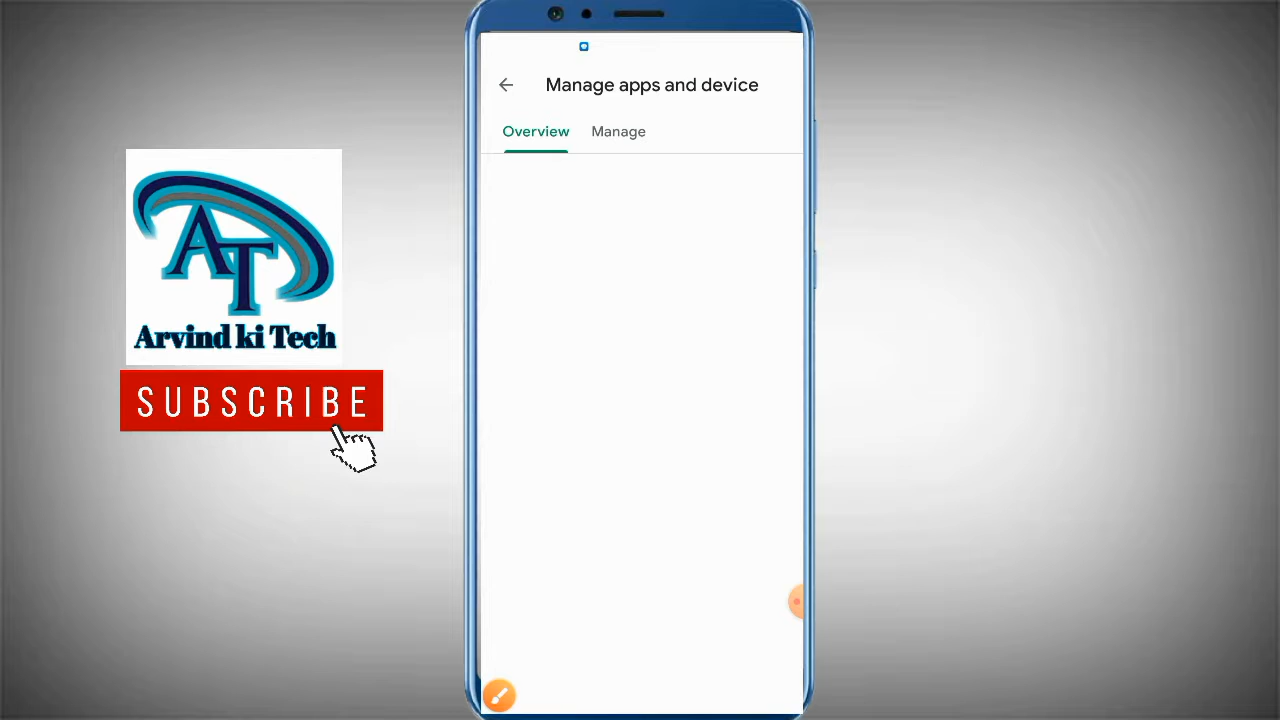 Manage apps and device
Overview Manage
AT
Arvind ki Tech
SUBSCRIBE